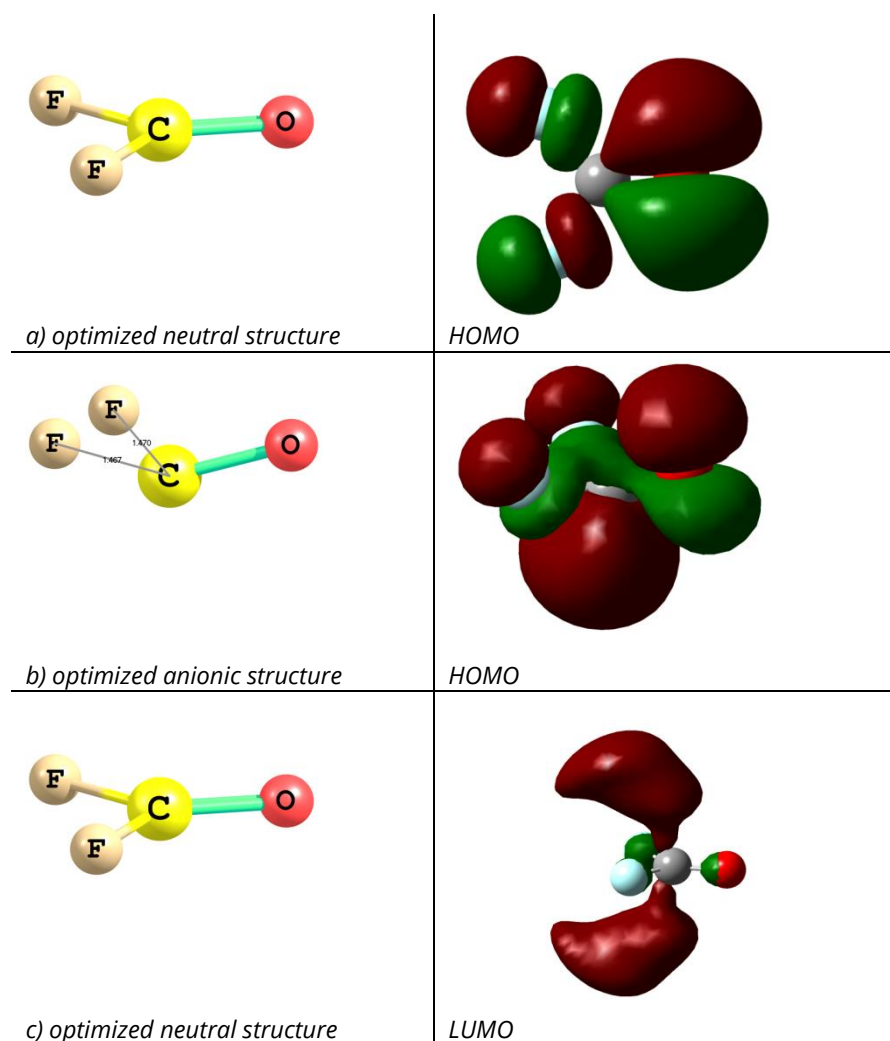 F
C
O
F
a) optimized neutral structure
HOMO
F
F
O
1.470
1.467
C
b) optimized anionic structure
HOMO
F
C
O
F
c) optimized neutral structure
LUMO